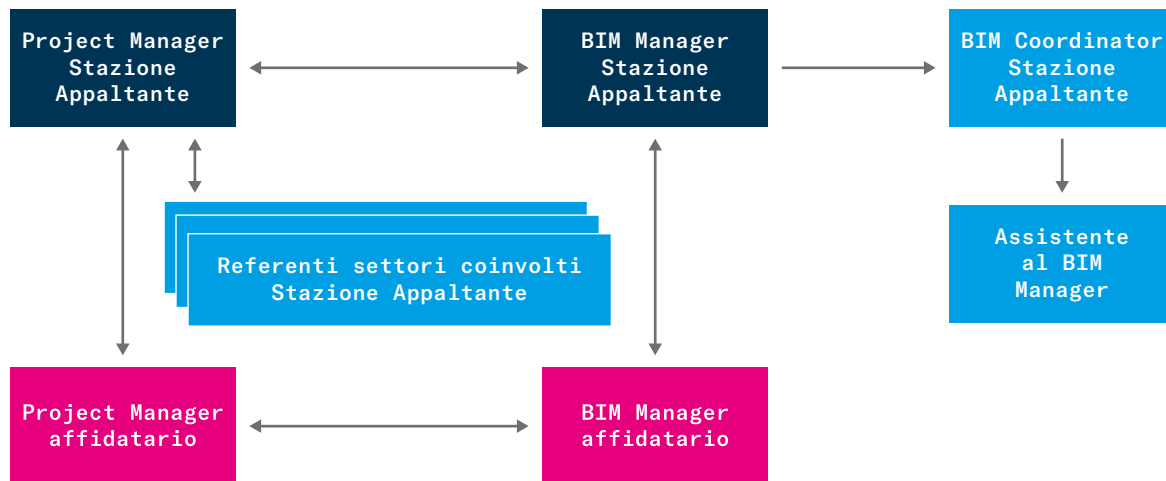 Project Manager
Stazione
Appaltante
BIM Manager
Stazione
Appaltante
BIM Coordinator
Stazione
Appaltante
Referenti settori coinvolti
Stazione Appaltante
Assistente
al BIM
Manager
Project Manager
affidatario
BIM Manager
affidatario